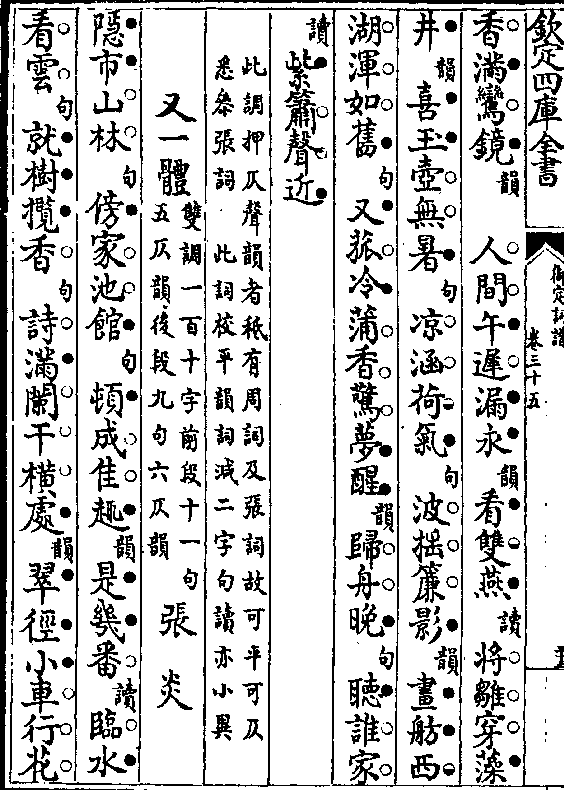 欽定四庫全書
御定詞譜
卷三十五
香滿鸞鏡韻 人間午遲漏永韻看雙燕讀將雛穿藻
井韻喜玉壺無暑句凉涵荷氣句波摇簾影韻畫舫西
湖渾如舊句又菰冷蒲香驚夢醒韻歸舟晚句聽誰家
讀紫簫聲近
此調押仄聲韻者秖有周詞及張詞故可平可仄
悉叅張詞 此詞校平韻詞減二字句讀亦小異
又一體 雙調一百十字前段十一句
五仄韻後段九句六仄韻 張炎
隱市山林句傍家池館句頓成佳趣韻是幾番讀臨水
看雲句就樹攬香句詩滿闌干横處韻翠徑小車行花